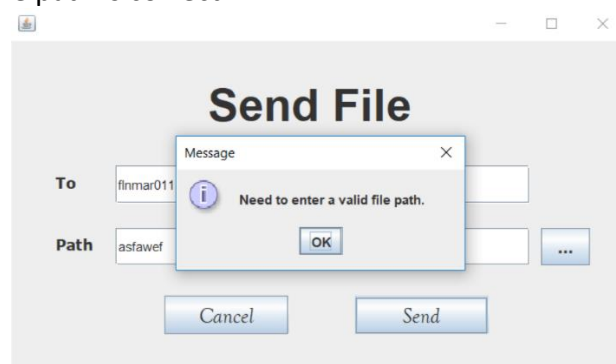 Send File
Message
Need to enter a valid file path.
OK
To
flnmar011
Path
asfawef
...
Cancel
Send